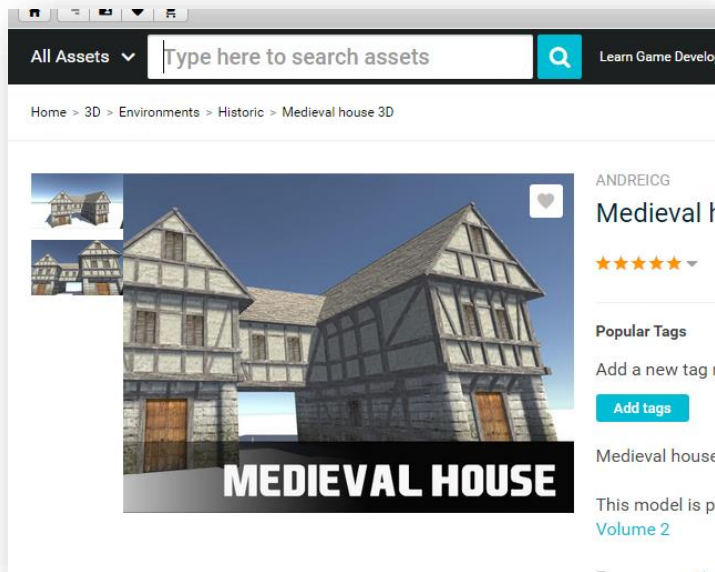 All Assets
Type here to search assets
Learn Game Develo
Home > 3D > Environments > Historic > Medieval house 3D
ANDREICG
Medieval h
Popular Tags
Add a new tag
Add tags
Medieval house
This model is p
Volume 2
MEDIEVAL HOUSE